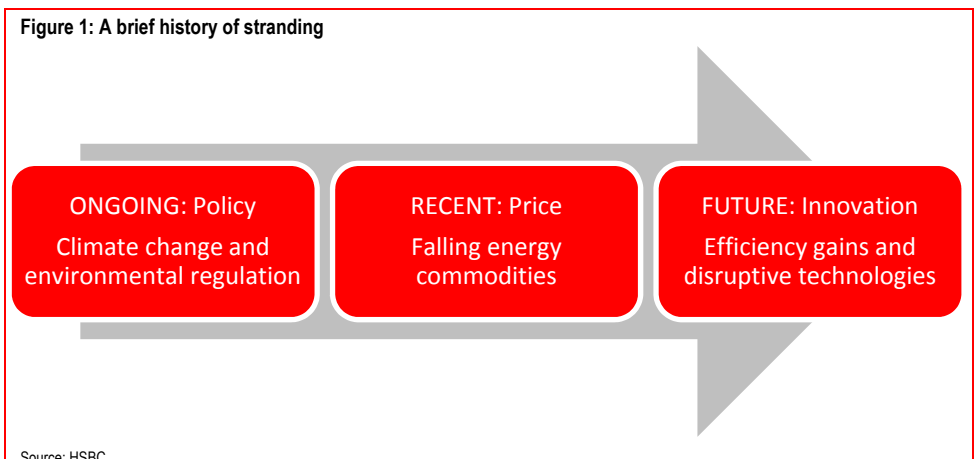 Figure 1: A brief history of stranding
ONGOING: Policy
Climate change and
environmental regulation
RECENT: Price
Falling energy
commodities
FUTURE: Innovation
Efficiency gains and
disruptive technologies
Source: HSBC